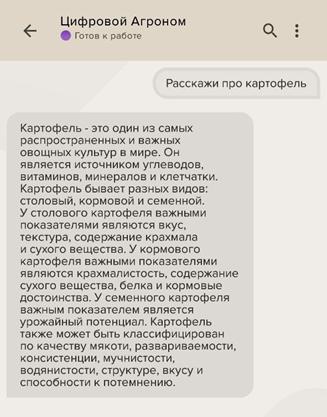 Цифровой Агроном
Готов к работе
Расскажи про картофель
Картофель - это один из самых
распространенных и важных
овощных культур в мире. Он
является источником углеводов,
витаминов, минералов и клетчатки.
Картофель бывает разных видов:
столовый, кормовой и семенной.
У столового картофеля важными
показателями являются вкус,
текстура, содержание крахмала
и сухого вещества. У кормового
картофеля важными показателями
являются крахмалистость, содержание
сухого вещества, белка и кормовые
достоинства. У семенного картофеля
важным показателем является
урожайный потенциал. Картофель
также может быть классифицирован
по качеству мякоти, развариваемости,
консистенции, мучнистости,
водянистости, структуре, вкусу и
способности к потемнению.